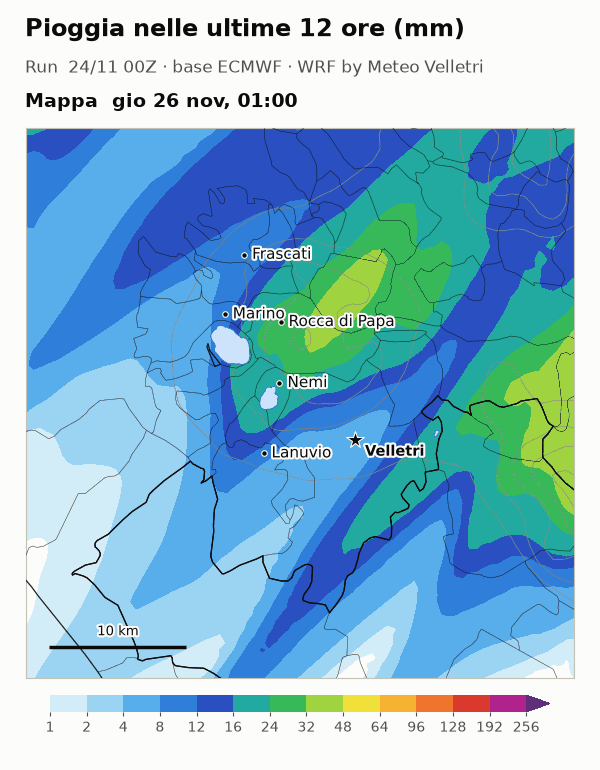 Pioggia nelle ultime 12 ore (mm)
Run  24/11 00Z · base ECMWF · WRF by Meteo Velletri
Mappa  gio 26 nov, 01:00
Frascati
Marino
Rocca di Papa
Nemi
Velletri
Lanuvio
10 km
1 2 4 8 12 16 24 32 48 64 96 128 192 256